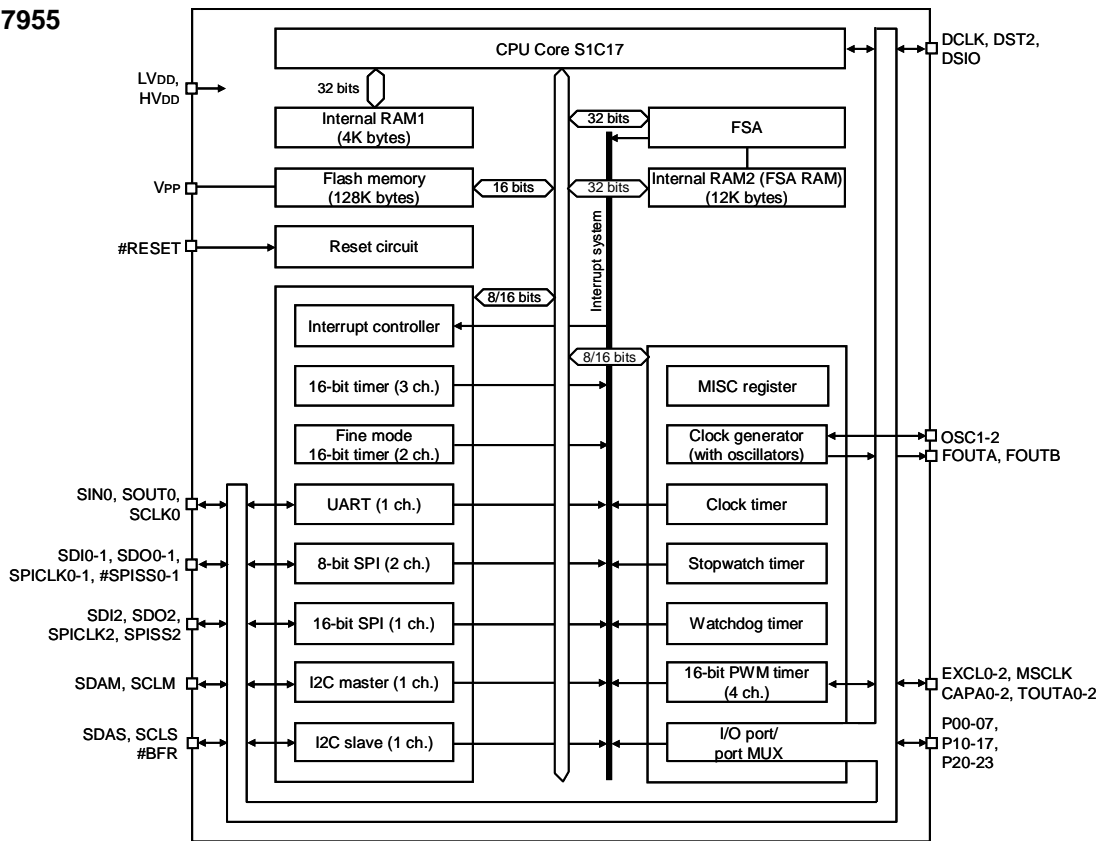 7955
CPU Core S1C17
DCLK, DST2,
DSIO
LVDD,
HVDD
32 bits
Internal RAM1
(4K bytes)
32 bits
FSA
VPP
Flash memory
(128K bytes)
16 bits
32 bits
Internal RAM2 (FSA RAM)
(12K bytes)
#RESET
Reset circuit
Interrupt system
8/16 bits
Interrupt controller
8/16 bits
16-bit timer (3 ch.)
MISC register
Fine mode
16-bit timer (2 ch.)
Clock generator
(with oscillators)
OSC1-2
FOUTA, FOUTB
SIN0, SOUT0,
SCLK0
UART (1 ch.)
Clock timer
SDI0-1, SDO0-1,
SPICLK0-1, #SPISS0-1
8-bit SPI (2 ch.)
Stopwatch timer
SDI2, SDO2,
SPICLK2, SPISS2
16-bit SPI (1 ch.)
Watchdog timer
SDAM, SCLM
I2C master (1 ch.)
16-bit PWM timer
(4 ch.)
EXCL0-2, MSCLK
CAPA0-2, TOUTA0-2
SDAS, SCLS
#BFR
I2C slave (1 ch.)
I/O port/
port MUX
P00-07,
P10-17,
P20-23